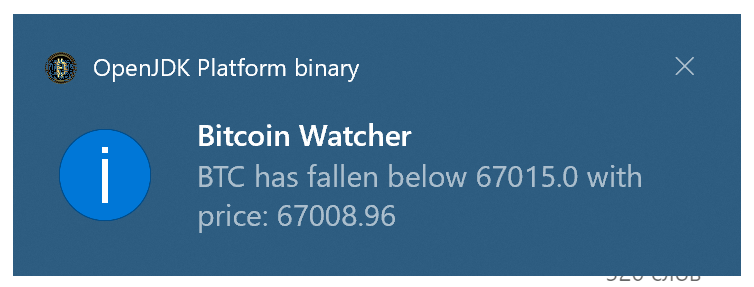 OpenJDK Platform binary
Bitcoin Watcher
BTC has fallen below 67015.0 with
price: 67008.96